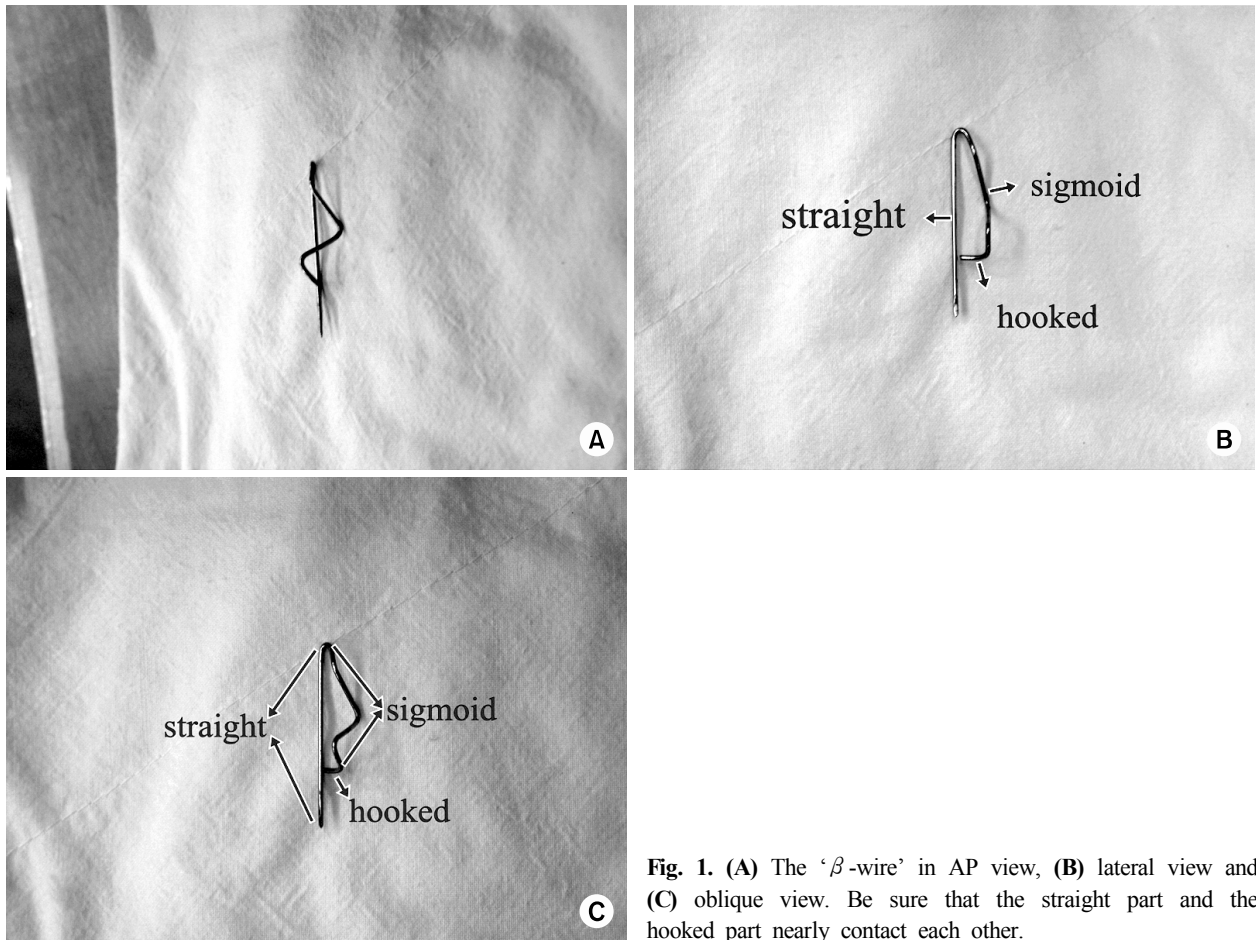 A
straight
sigmoid
hooked
B
straight
sigmoid
hooked
C
Fig. 1. (A) The ‘β-wire’ in AP view, (B) lateral view and
(C) oblique view. Be sure that the straight part and the
hooked part nearly contact each other.